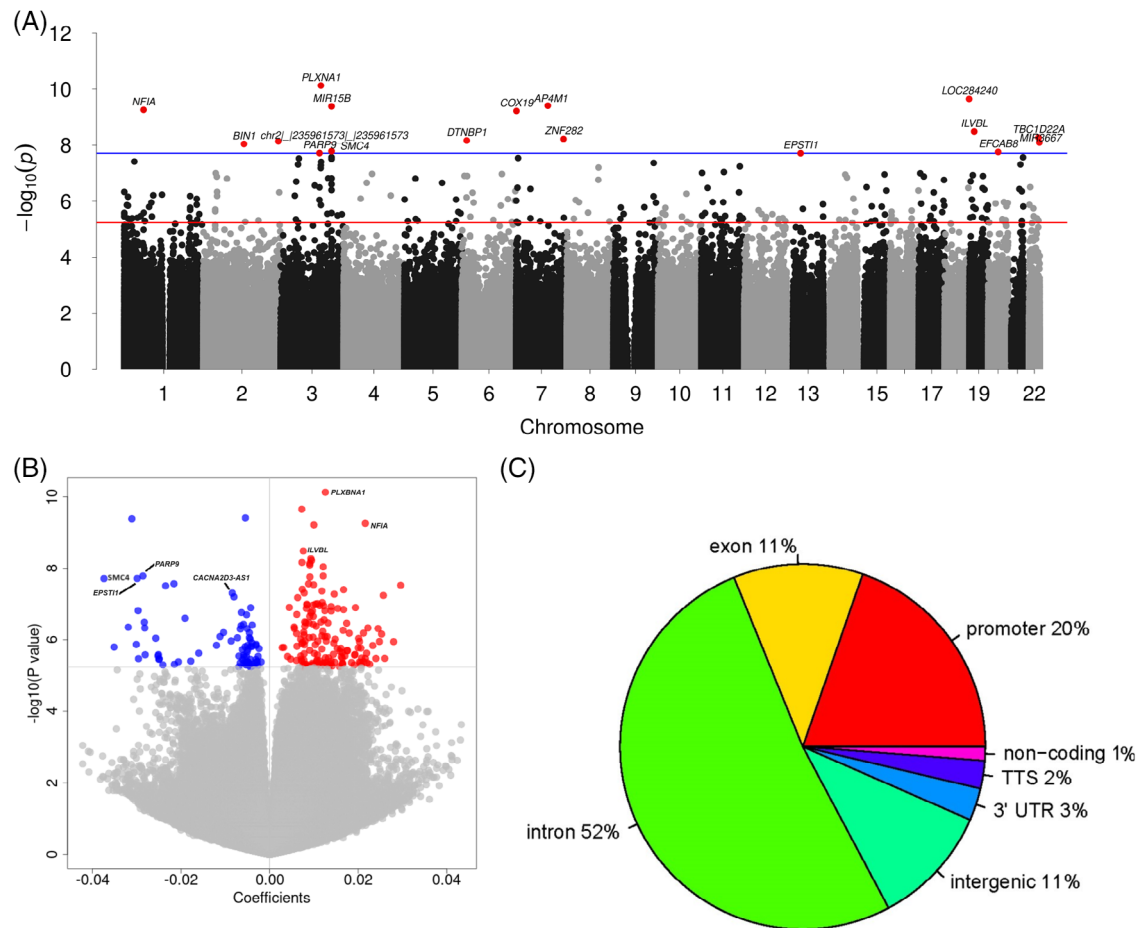 (A)
12
10
8
6
4
2
0
−log10(p)
NFIA
BIN1
chr2|_|235961573|_|235961573
PLXNA1
MIR15B
PARP9
SMC4
DTNBP1
COX19
AP4M1
ZNF282
EPSTI1
LOC284240
ILVBL
EFCAB8
TBC1D22A
1 2 3 4 5 6 7 8 9 10 11 12 13 15 17 19 22
Chromosome
(B)
10
8
6
4
2
0
-log10(P value)
PLXBNA1
NFIA
ILVBL
PARP9
SMC4
EPSTI1
CACNA2D3-AS1
-0.04 -0.02 0.00 0.02 0.04
Coefficients
(C)
exon 11%
promoter 20%
non-coding 1%
TTS 2%
3' UTR 3%
intergenic 11%
intron 52%